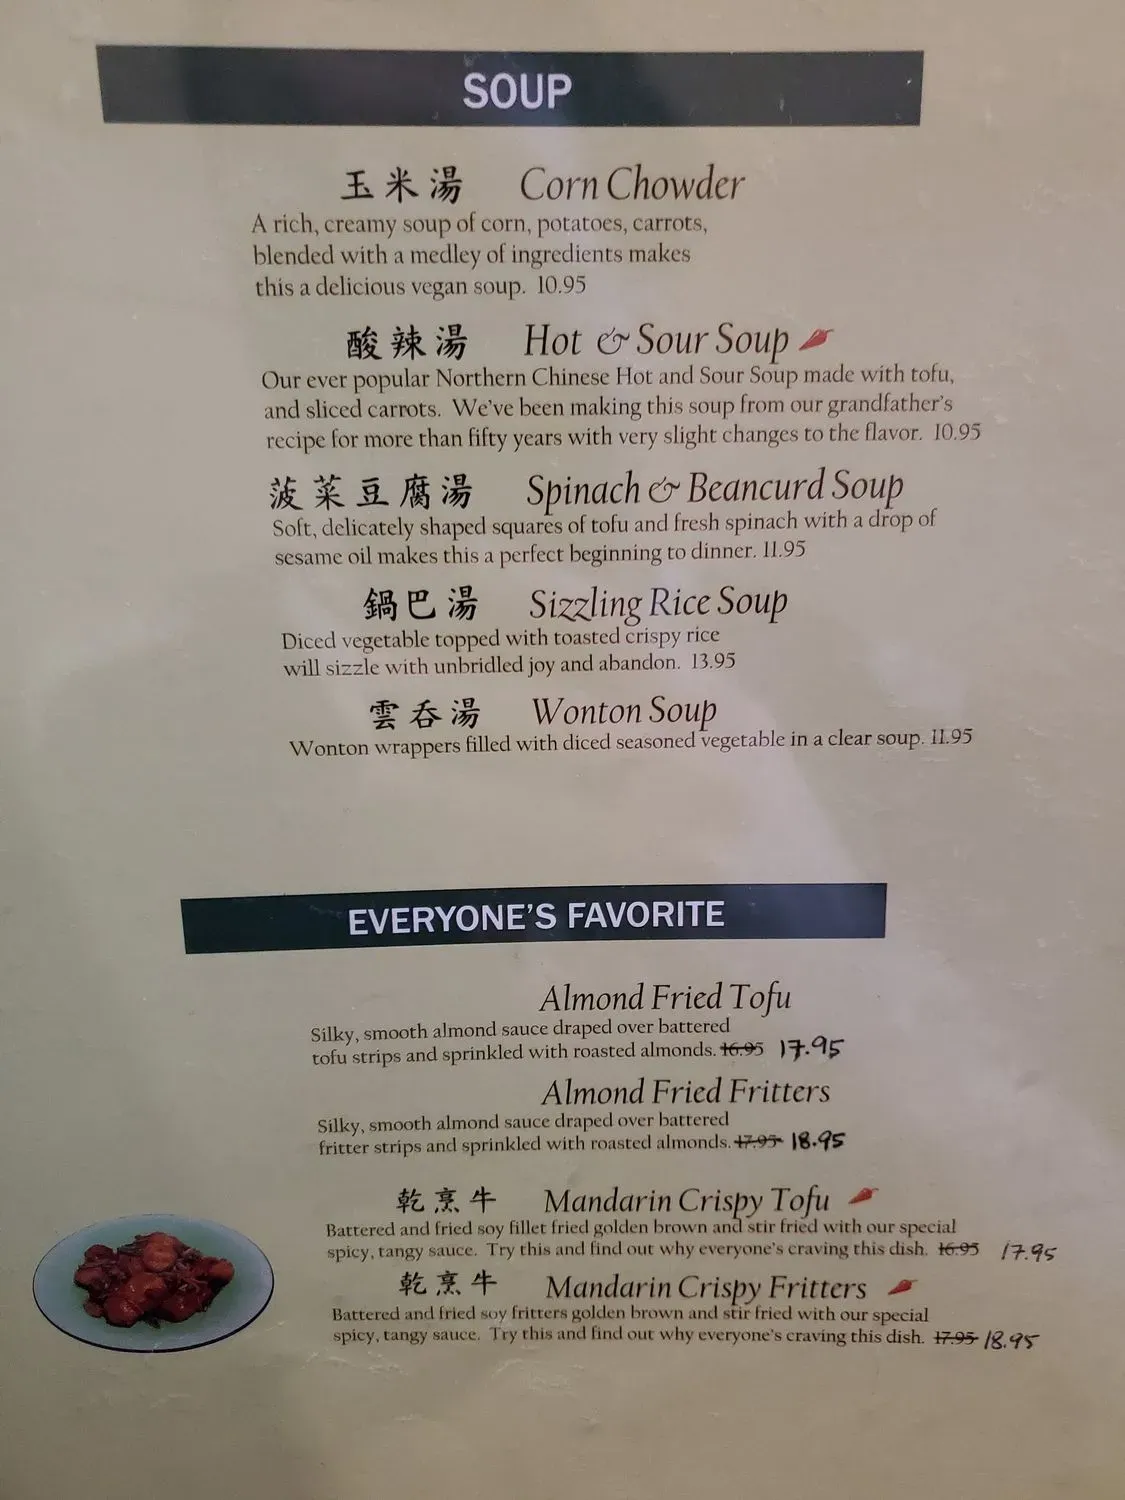 SOUP
玉米湯 Corn Chowder
A rich, creamy soup of corn, potatoes, carrots,
blended with a medley of ingredients makes
this a delicious vegan soup. 10.95
酸辣湯 Hot & Sour Soup
Our ever popular Northern Chinese Hot and Sour Soup made with tofu,
and sliced carrots. We've been making this soup from our grandfather's
recipe for more than fifty years with very slight changes to the flavor. 10.95
菠菜豆腐湯 Spinach & Beancurd Soup
Soft, delicately shaped squares of tofu and fresh spinach with a drop of
sesame oil makes this a perfect beginning to dinner. 11.95
鍋巴湯 Sizzling Rice Soup
Diced vegetable topped with toasted crispy rice
will sizzle with unbridled joy and abandon. 13.95
雲吞湯 Wonton Soup
Wonton wrappers filled with diced seasoned vegetable in a clear soup. 11.95
EVERYONE'S FAVORITE
Almond Fried Tofu
Silky, smooth almond sauce draped over battered
tofu strips and sprinkled with roasted almonds. 16.95 17.95
Almond Fried Fritters
Silky, smooth almond sauce draped over battered
fritter strips and sprinkled with roasted almonds. 17.95 18.95
乾烹牛 Mandarin Crispy Tofu
Battered and fried soy fillet fried golden brown and stir fried with our special
spicy, tangy sauce. Try this and find out why everyone's craving this dish. 16.95 17.95
乾烹牛 Mandarin Crispy Fritters
Battered and fried soy fritters golden brown and stir fried with our special
spicy, tangy sauce. Try this and find out why everyone's craving this dish. 17.95 18.95